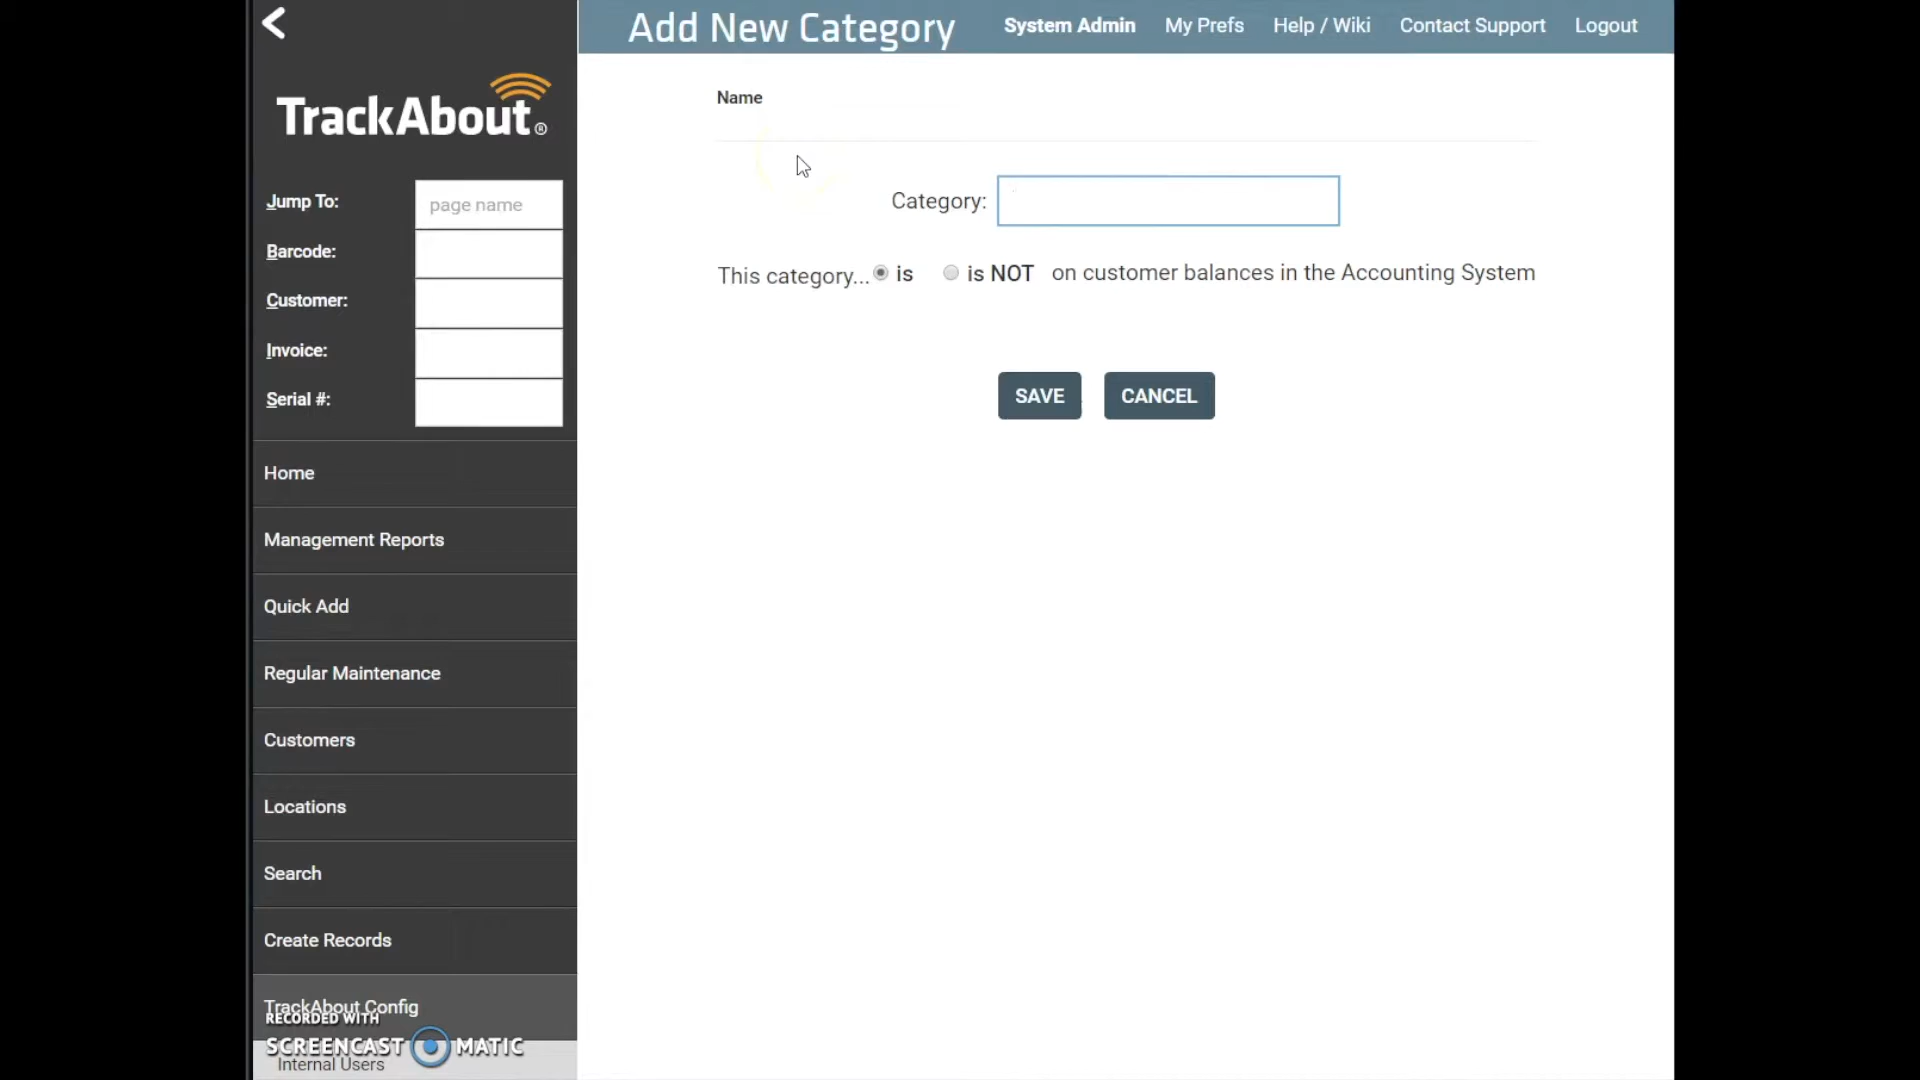 Add New Category
System Admin
My Prefs
Help / Wiki
Contact Support
Logout
TrackAbout®
Jump To:
page name
Barcode:
Customer:
Invoice:
Serial #:
Home
Management Reports
Quick Add
Regular Maintenance
Customers
Locations
Search
Create Records
TrackAbout Config
RECORDED WITH
SCREENCAST MATIC
Internal Users
Name
Category:
This category... is is NOT on customer balances in the Accounting System
SAVE CANCEL